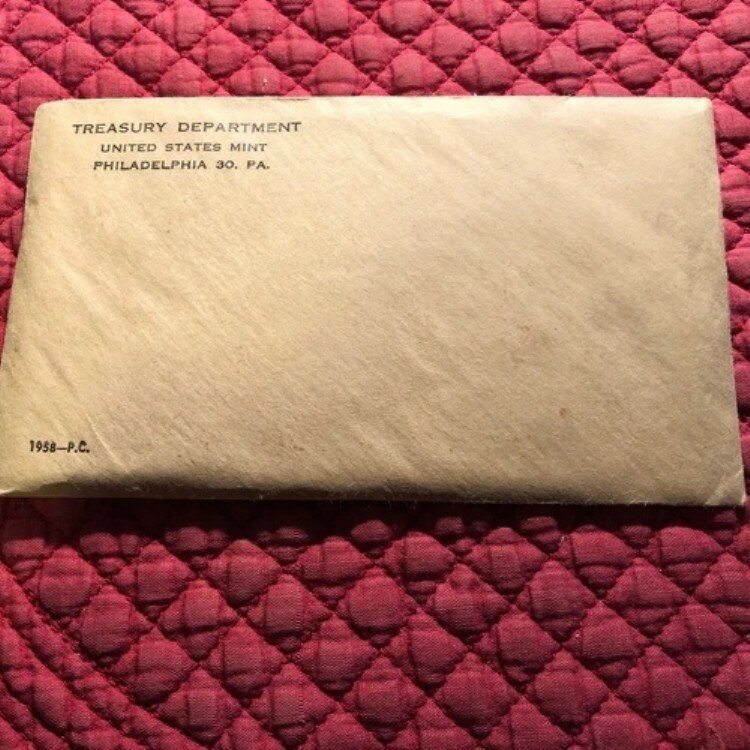 TREASURY DEPARTMENT
UNITED STATES MINT
PHILADELPHIA 30, PA.
1958—P.C.